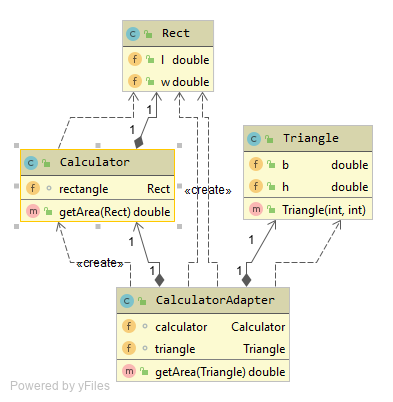 Rect
l double
w double
1
1
Calculator
rectangle Rect
getArea(Rect) double
«create»
Triangle
b double
h double
Triangle(int, int)
1
1
«create»
1
1
CalculatorAdapter
calculator Calculator
triangle Triangle
getArea(Triangle) double
Powered by yFiles